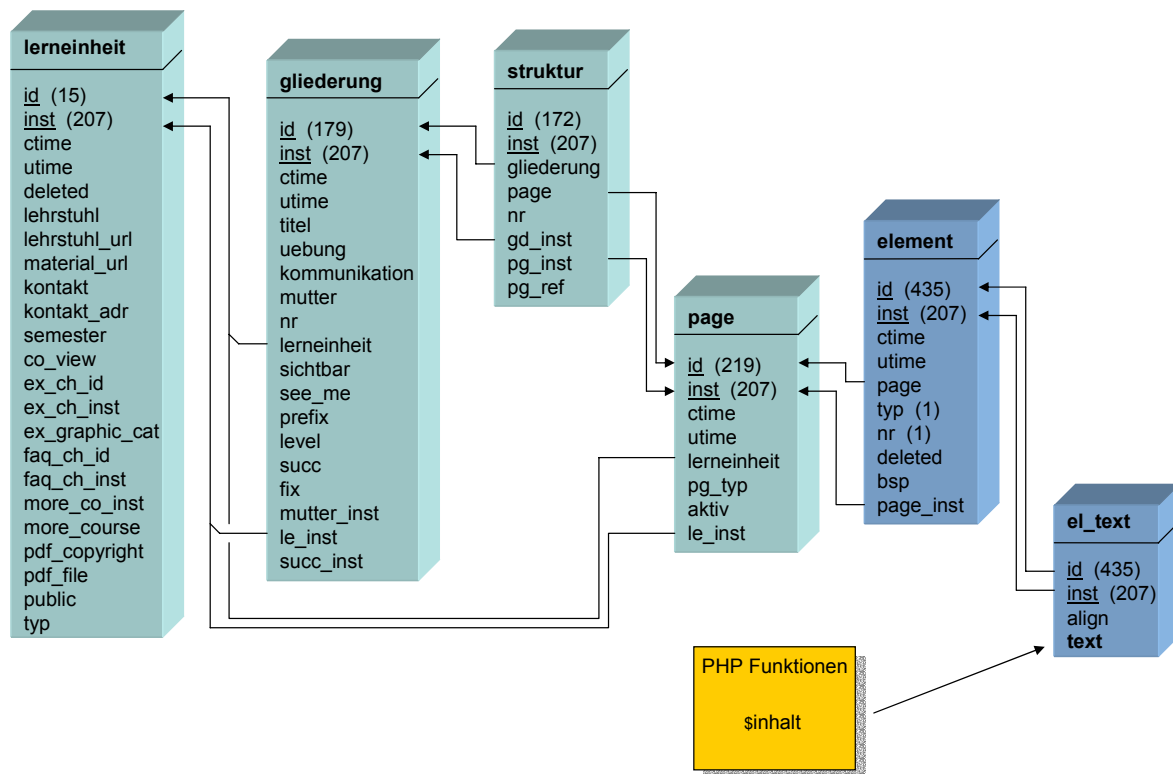 lerneinheit
id (15)
inst (207)
ctime
utime
deleted
lehrstuhl
lehrstuhl_url
material_url
kontakt
kontakt_adr
semester
co_view
ex_ch_id
ex_ch_inst
ex_graphic_cat
faq_ch_id
faq_ch_inst
more_co_inst
more_course
pdf_copyright
pdf_file
public
typ
gliederung
id (179)
inst (207)
ctime
utime
titel
uebung
kommunikation
mutter
nr
lerneinheit
sichtbar
see_me
prefix
level
succ
fix
mutter_inst
le_inst
succ_inst
struktur
id (172)
inst (207)
gliederung
page
nr
gd_inst
pg_inst
pg_ref
page
id (219)
inst (207)
ctime
utime
lerneinheit
pg_typ
aktiv
le_inst
element
id (435)
inst (207)
ctime
utime
page
typ (1)
nr (1)
deleted
bsp
page_inst
el_text
id (435)
inst (207)
align
text
PHP Funktionen
$inhalt